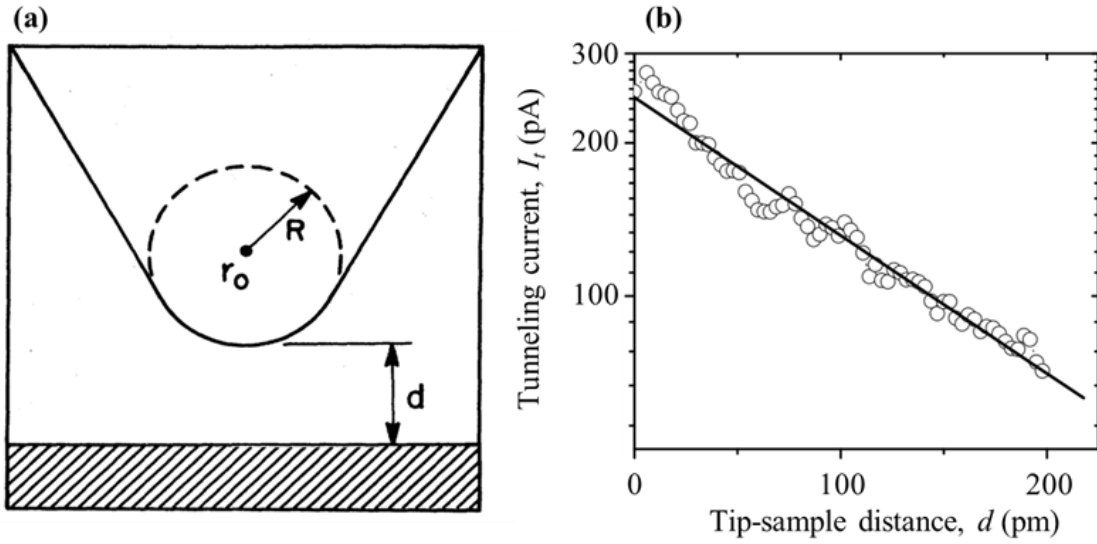 (a)
R
r₀
d
(b)
Tunneling current, Iₜ (pA)
300
200
100
0
100
200
Tip-sample distance, d (pm)